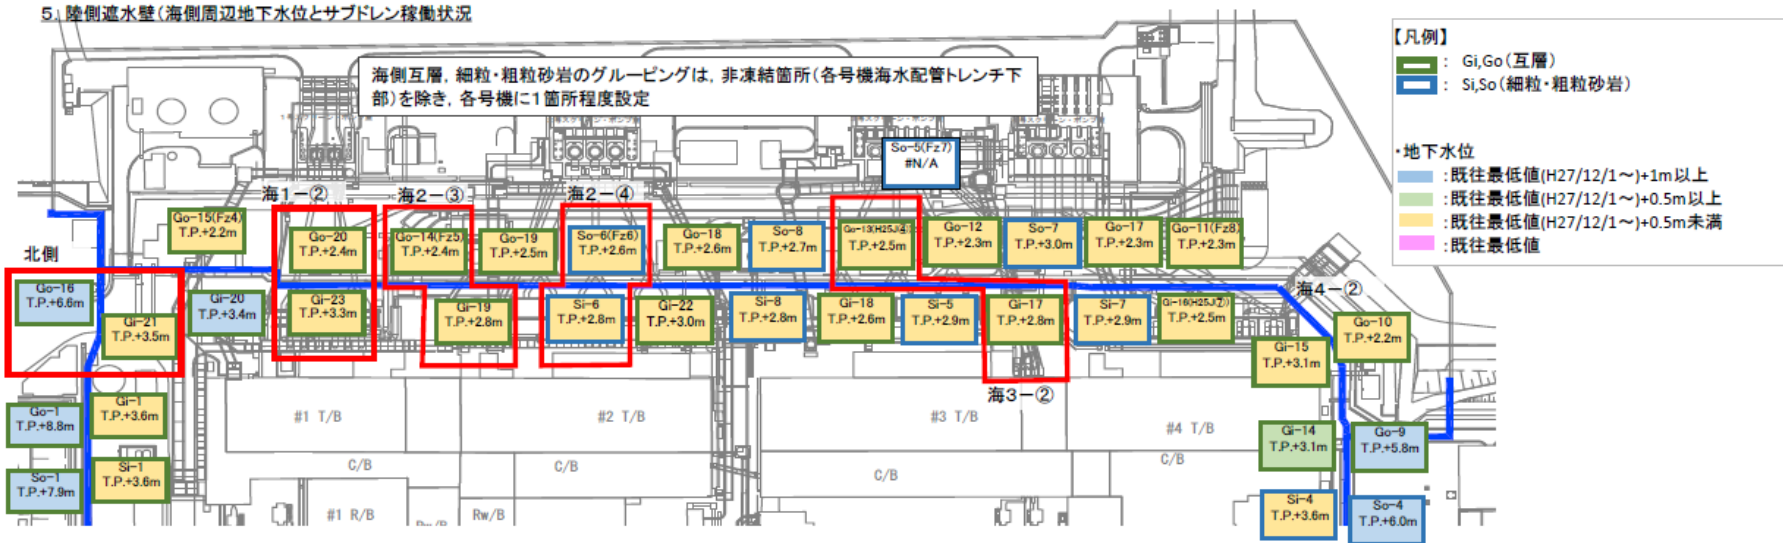 5. 陸側遮水壁(海側周辺地下水位とサブドレン稼働状況
海側互層, 細粒・粗粒砂岩のグルーピングは, 非凍結箇所(各号機海水配管トレンチ下
部)を除き, 各号機に1箇所程度設定
【凡例】
: Gi,Go(互層)
: Si,So(細粒・粗粒砂岩)
・地下水位
:既往最低値(H27/12/1～)+1m以上
:既往最低値(H27/12/1～)+0.5m以上
:既往最低値(H27/12/1～)+0.5m未満
:既往最低値
So-5(Fz7)
#N/A
海1-②
海2-③
海2-④
Go-15(Fz4)
T.P.+2.2m
Go-20
T.P.+2.4m
Go-14(Fz5)
T.P.+2.4m
Go-19
T.P.+2.5m
So-6(Fz6)
T.P.+2.6m
Go-18
T.P.+2.6m
So-8
T.P.+2.7m
Go-13(H25J④)
T.P.+2.5m
Go-12
T.P.+2.3m
So-7
T.P.+3.0m
Go-17
T.P.+2.3m
Go-11(Fz8)
T.P.+2.3m
北側
Go-16
T.P.+6.6m
Gi-21
T.P.+3.5m
Gi-20
T.P.+3.4m
Gi-23
T.P.+3.3m
Gi-19
T.P.+2.8m
Si-6
T.P.+2.8m
Gi-22
T.P.+3.0m
Si-8
T.P.+2.8m
Gi-18
T.P.+2.6m
Si-5
T.P.+2.9m
Gi-17
T.P.+2.8m
Si-7
T.P.+2.9m
Gi-16(H25J⑦)
T.P.+2.5m
海4-②
Go-10
T.P.+2.2m
Gi-15
T.P.+3.1m
海3-②
Go-1
T.P.+8.8m
Gi-1
T.P.+3.6m
#1 T/B
#2 T/B
#3 T/B
#4 T/B
Gi-14
T.P.+3.1m
Go-9
T.P.+5.8m
So-1
T.P.+7.9m
Si-1
T.P.+3.6m
C/B
C/B
C/B
C/B
#1 R/B
Rw/B
Rw/B
Si-4
T.P.+3.6m
So-4
T.P.+6.0m